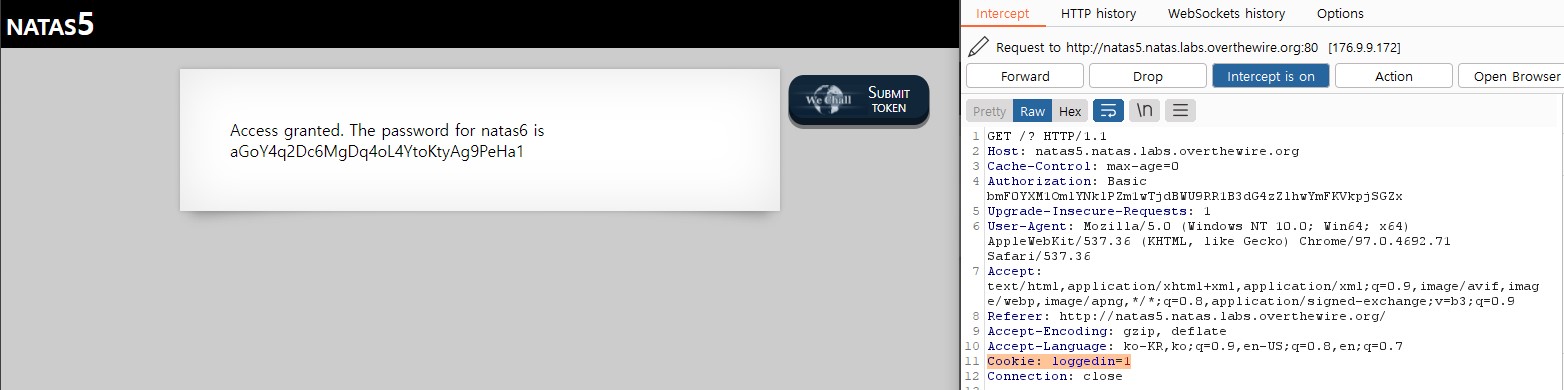 NATAS5
Access granted. The password for natas6 is
aGoY4q2Dc6MgDq4oL4YtoKtyAg9PeHa1
We Chall
SUBMIT
TOKEN
Intercept HTTP history WebSockets history Options
Request to http://natas5.natas.labs.overthewire.org:80 [176.9.9.172]
Forward Drop Intercept is on Action Open Browser
Pretty Raw Hex \n
1 GET /? HTTP/1.1
2 Host: natas5.natas.labs.overthewire.org
3 Cache-Control: max-age=0
4 Authorization: Basic
5 Upgrade-Insecure-Requests: 1
6 User-Agent: Mozilla/5.0 (Windows NT 10.0; Win64; x64)
AppleWebKit/537.36 (KHTML, like Gecko) Chrome/97.0.4692.71
Safari/537.36
7 Accept:
text/html,application/xhtml+xml,application/xml;q=0.9,image/avif,imag
e/webp,image/apng,*/*;q=0.8,application/signed-exchange;v=b3;q=0.9
8 Referer: http://natas5.natas.labs.overthewire.org/
9 Accept-Encoding: gzip, deflate
10 Accept-Language: ko-KR,ko;q=0.9,en-US;q=0.8,en;q=0.7
11 Cookie: loggedin=1
12 Connection: close